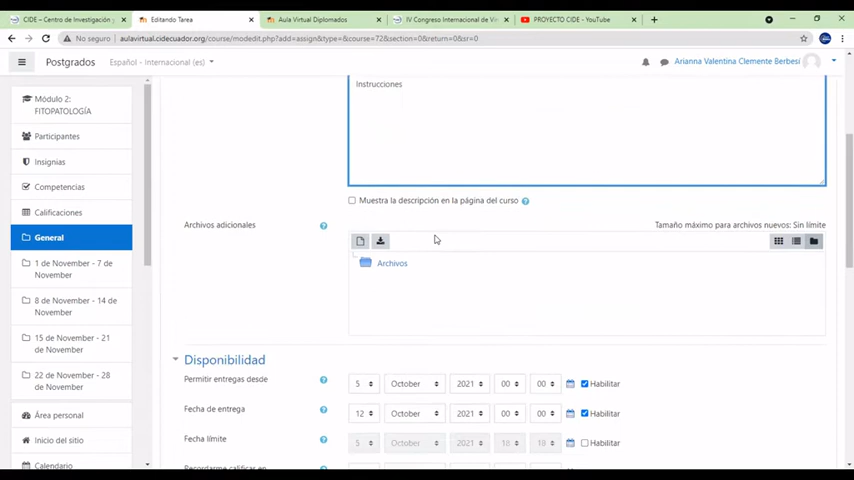 CIDE – Centro de Investigación y
Editando Tarea
Aula Virtual Diplomados
IV Congreso Internacional de Vi
PROYECTO CIDE - YouTube
No seguro
aulavirtual.cidecuador.org/course/modedit.php?add=assign&type=&course=72&section=0&return=0&sr=0
Postgrados
Español - Internacional (es)
Arianna Valentina Clemente Berbesí
Módulo 2:
FITOPATOLOGÍA
Participantes
Insignias
Competencias
Calificaciones
General
1 de November - 7 de
November
8 de November - 14 de
November
15 de November - 21
de November
22 de November - 28
de November
Área personal
Inicio del sitio
Calendario
Instrucciones
Muestra la descripción en la página del curso
Archivos adicionales
Tamaño máximo para archivos nuevos: Sin límite
Archivos
Disponibilidad
Permitir entregas desde
5 October 2021 00 00 Habilitar
Fecha de entrega
12 October 2021 00 00 Habilitar
Fecha límite
5 October 2021 18 18 Habilitar
Recordarme calificar en